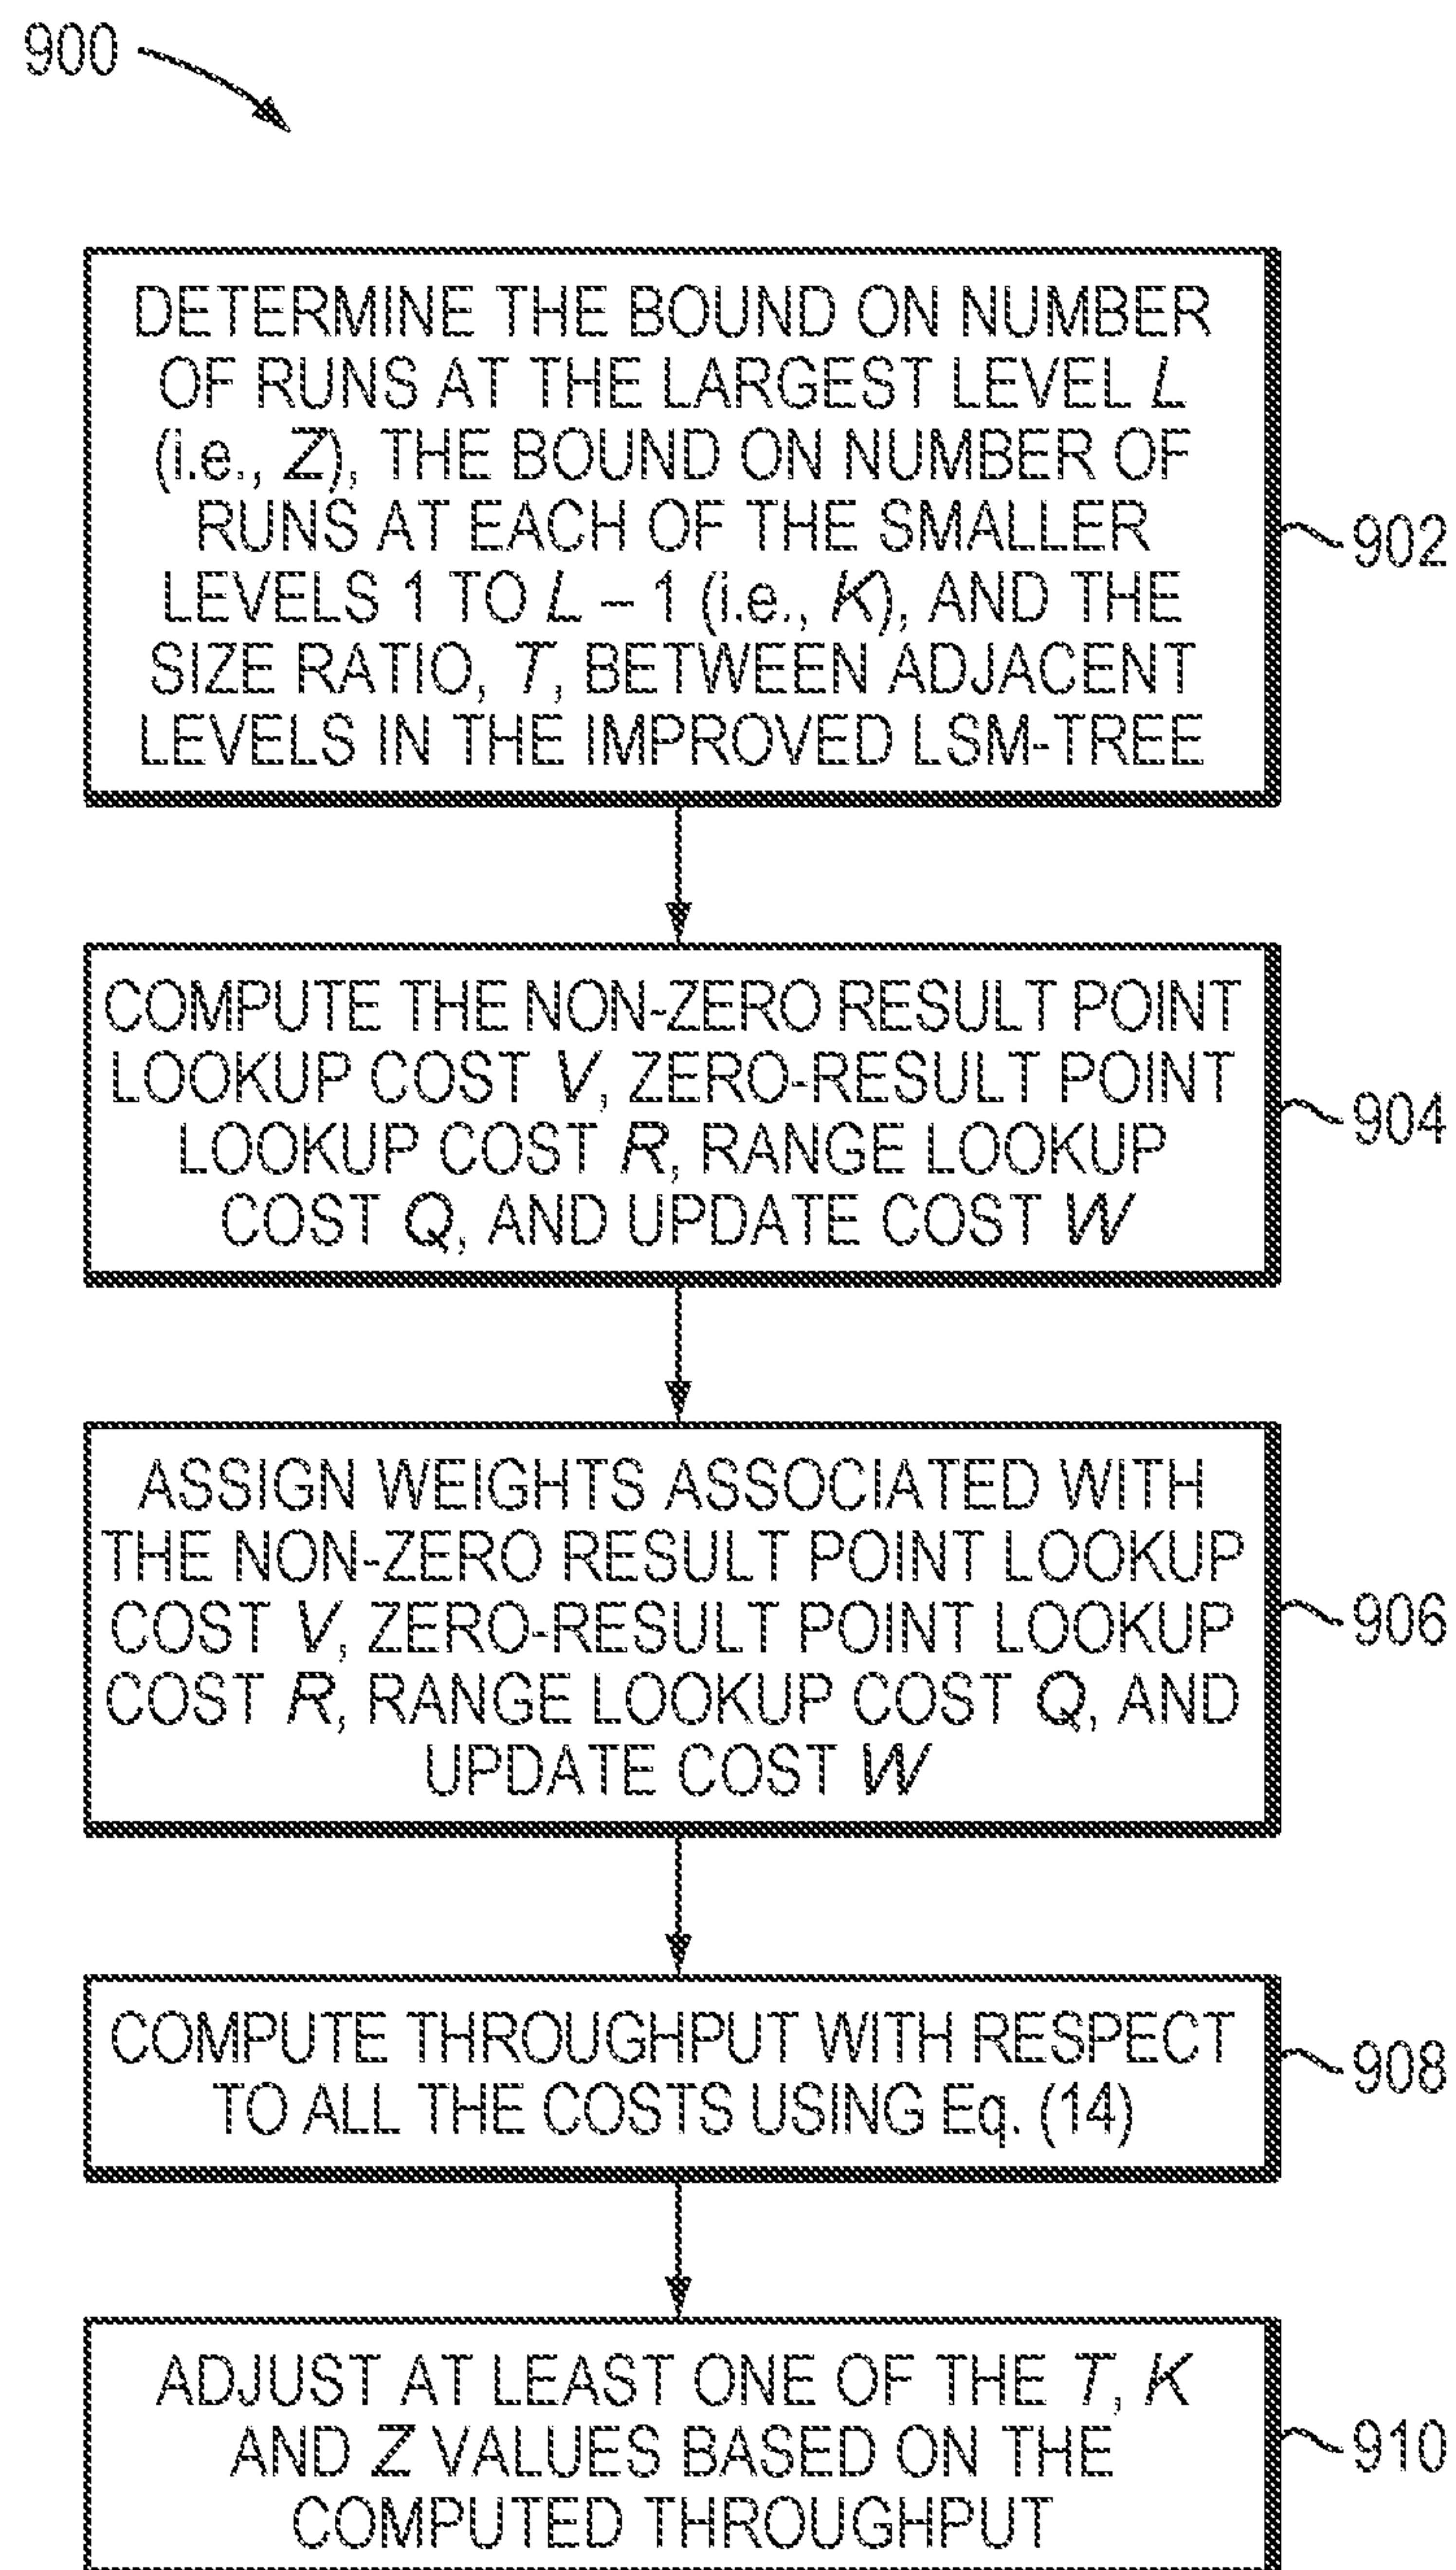 900
DETERMINE THE BOUND ON NUMBER
OF RUNS AT THE LARGEST LEVEL L
(i.e., Z), THE BOUND ON NUMBER OF
RUNS AT EACH OF THE SMALLER
LEVELS 1 TO L – 1 (i.e., K), AND THE
SIZE RATIO, T, BETWEEN ADJACENT
LEVELS IN THE IMPROVED LSM-TREE
902
COMPUTE THE NON-ZERO RESULT POINT
LOOKUP COST V, ZERO-RESULT POINT
LOOKUP COST R, RANGE LOOKUP
COST Q, AND UPDATE COST W
904
ASSIGN WEIGHTS ASSOCIATED WITH
THE NON-ZERO RESULT POINT LOOKUP
COST V, ZERO-RESULT POINT LOOKUP
COST R, RANGE LOOKUP COST Q, AND
UPDATE COST W
906
COMPUTE THROUGHPUT WITH RESPECT
TO ALL THE COSTS USING Eq. (14)
908
ADJUST AT LEAST ONE OF THE T, K
AND Z VALUES BASED ON THE
COMPUTED THROUGHPUT
910